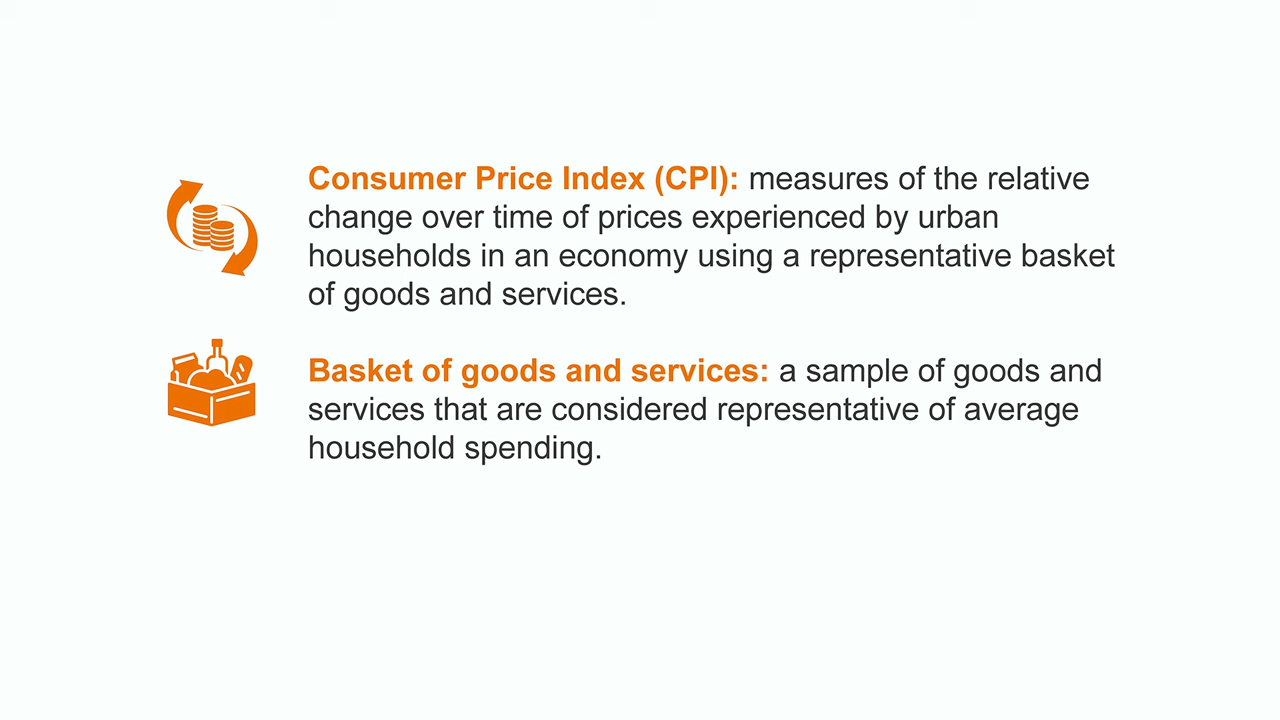 Consumer Price Index (CPI): measures of the relative
change over time of prices experienced by urban
households in an economy using a representative basket
of goods and services.
Basket of goods and services: a sample of goods and
services that are considered representative of average
household spending.